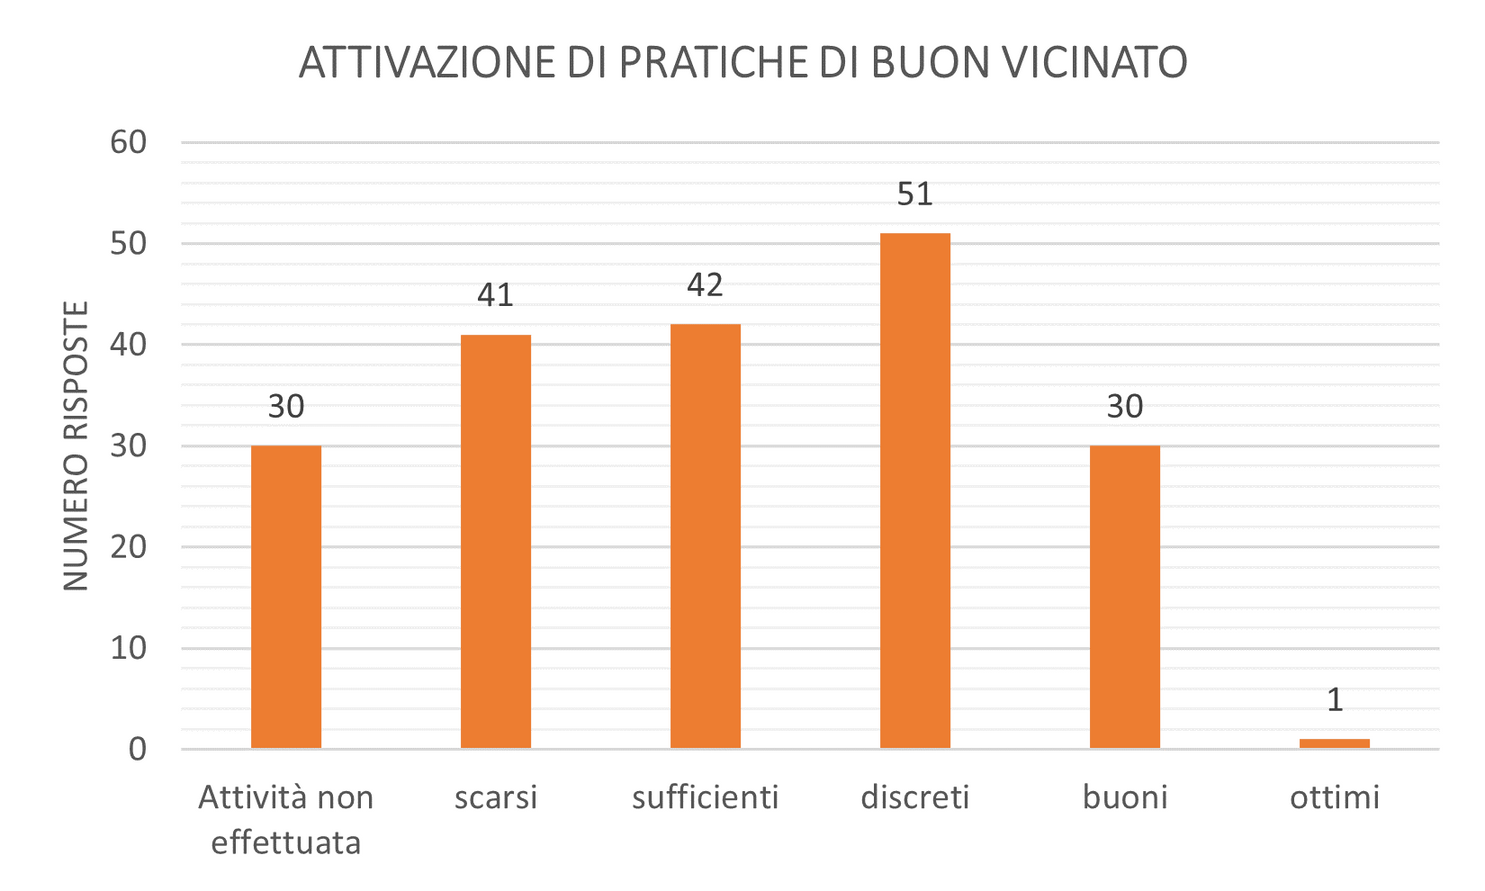 ATTIVAZIONE DI PRATICHE DI BUON VICINATO
NUMERO RISPOSTE
60
50
40
30
20
10
0
30
41
42
51
30
1
Attività non
effettuata
scarsi
sufficienti
discreti
buoni
ottimi